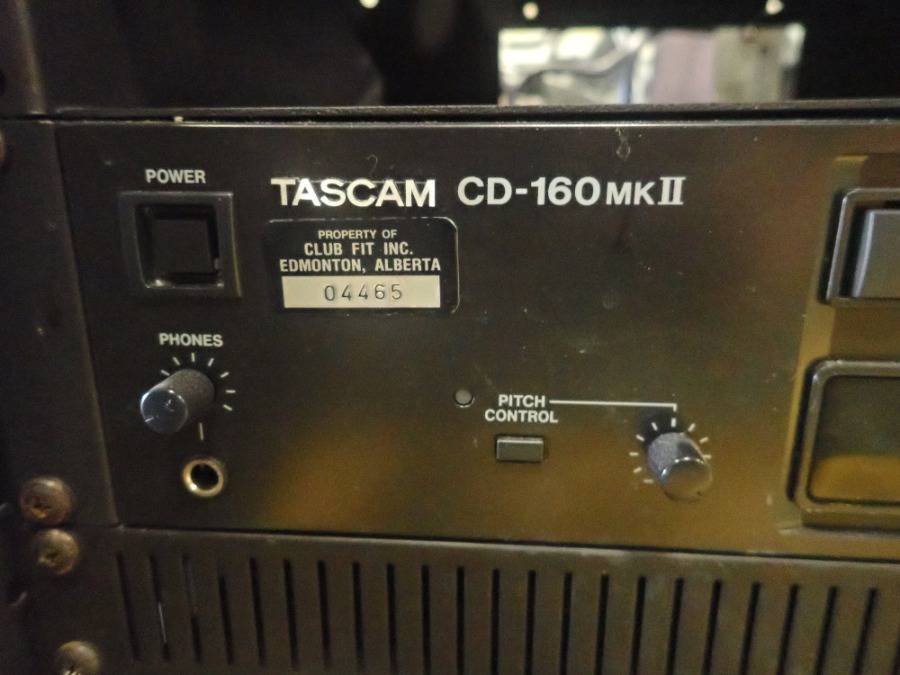 POWER
TASCAM CD-160MKII
PROPERTY OF
CLUB FIT INC.
EDMONTON, ALBERTA
04465
PHONES
PITCH
CONTROL